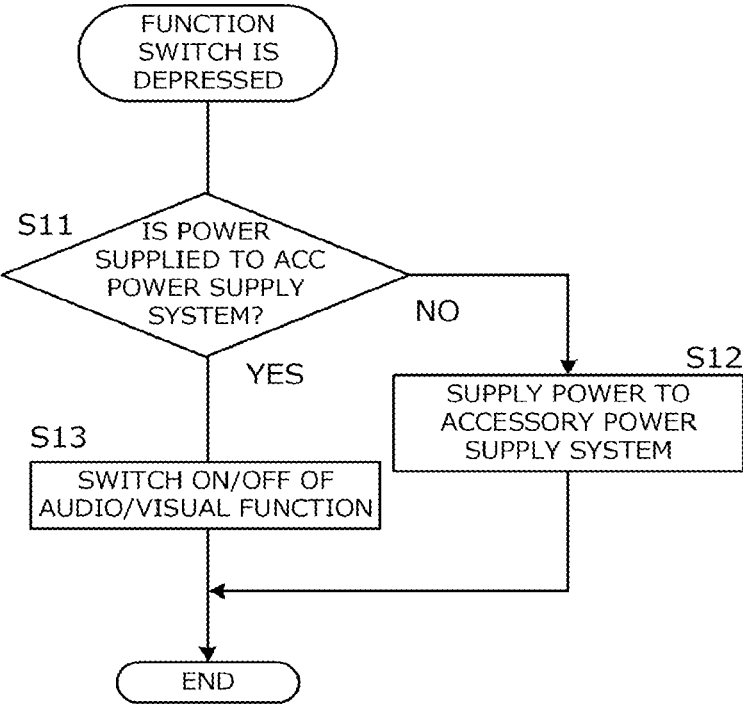 FUNCTION
SWITCH IS
DEPRESSED
S11
IS POWER
SUPPLIED TO ACC
POWER SUPPLY
SYSTEM?
NO
YES
S12
SUPPLY POWER TO
ACCESSORY POWER
SUPPLY SYSTEM
S13
SWITCH ON/OFF OF
AUDIO/VISUAL FUNCTION
END